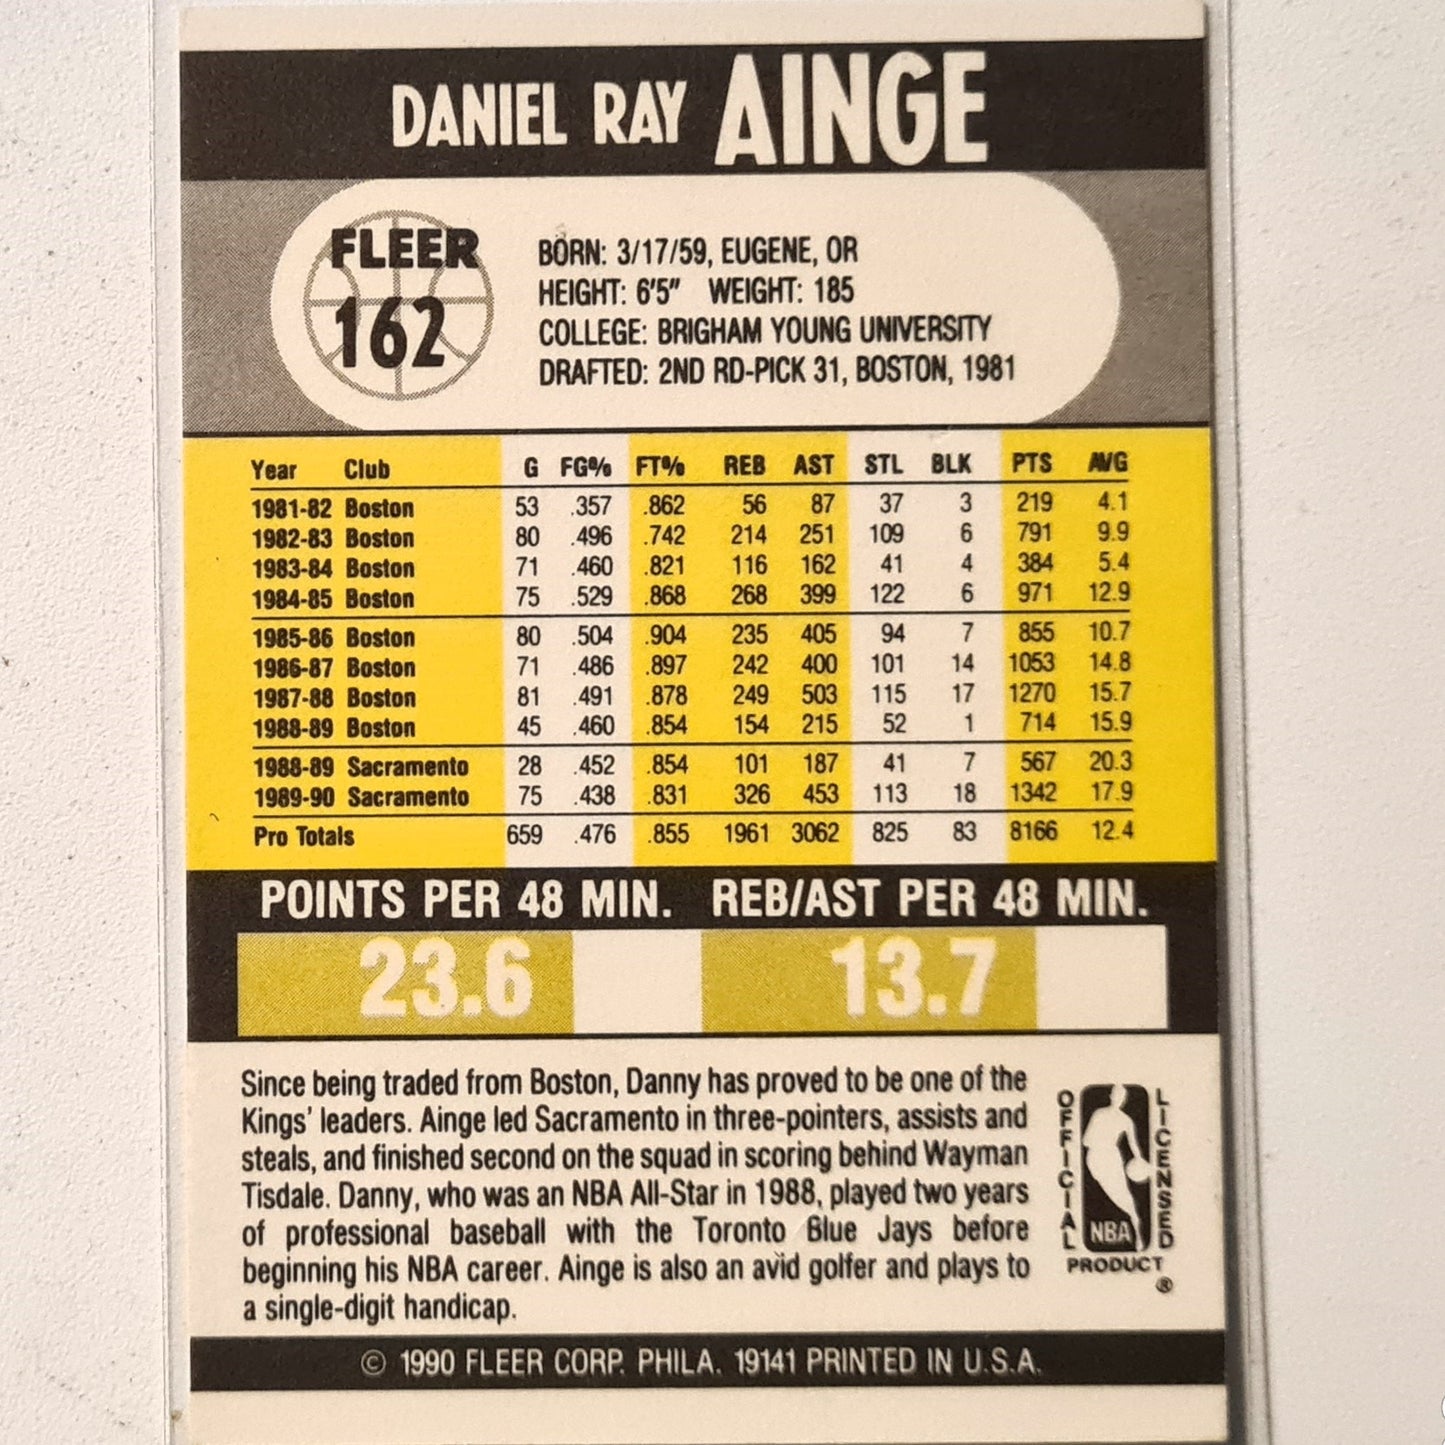 DANIEL RAY AINGE
FLEER
162
BORN: 3/17/59, EUGENE, OR
HEIGHT: 6'5" WEIGHT: 185
COLLEGE: BRIGHAM YOUNG UNIVERSITY
DRAFTED: 2ND RD-PICK 31, BOSTON, 1981
Year Club G FG% FT% REB AST STL BLK PTS AVG
1981-82 Boston 53 .357 .862 56 87 37 3 219 4.1
1982-83 Boston 80 .496 .742 214 251 109 6 791 9.9
1983-84 Boston 71 .460 .821 116 162 41 4 384 5.4
1984-85 Boston 75 .529 .868 268 399 122 6 971 12.9
1985-86 Boston 80 .504 .904 235 405 94 7 855 10.7
1986-87 Boston 71 .486 .897 242 400 101 14 1053 14.8
1987-88 Boston 81 .491 .878 249 503 115 17 1270 15.7
1988-89 Boston 45 .460 .854 154 215 52 1 714 15.9
1988-89 Sacramento 28 .452 .854 101 187 41 7 567 20.3
1989-90 Sacramento 75 .438 .831 326 453 113 18 1342 17.9
Pro Totals 659 .476 .855 1961 3062 825 83 8166 12.4
POINTS PER 48 MIN. REB/AST PER 48 MIN.
23.6 13.7
Since being traded from Boston, Danny has proved to be one of the
Kings' leaders. Ainge led Sacramento in three-pointers, assists and
steals, and finished second on the squad in scoring behind Wayman
Tisdale. Danny, who was an NBA All-Star in 1988, played two years
of professional baseball with the Toronto Blue Jays before
beginning his NBA career. Ainge is also an avid golfer and plays to
a single-digit handicap.
OFFICIAL
NBA
LICENSED
PRODUCT
®
© 1990 FLEER CORP. PHILA. 19141 PRINTED IN U.S.A.